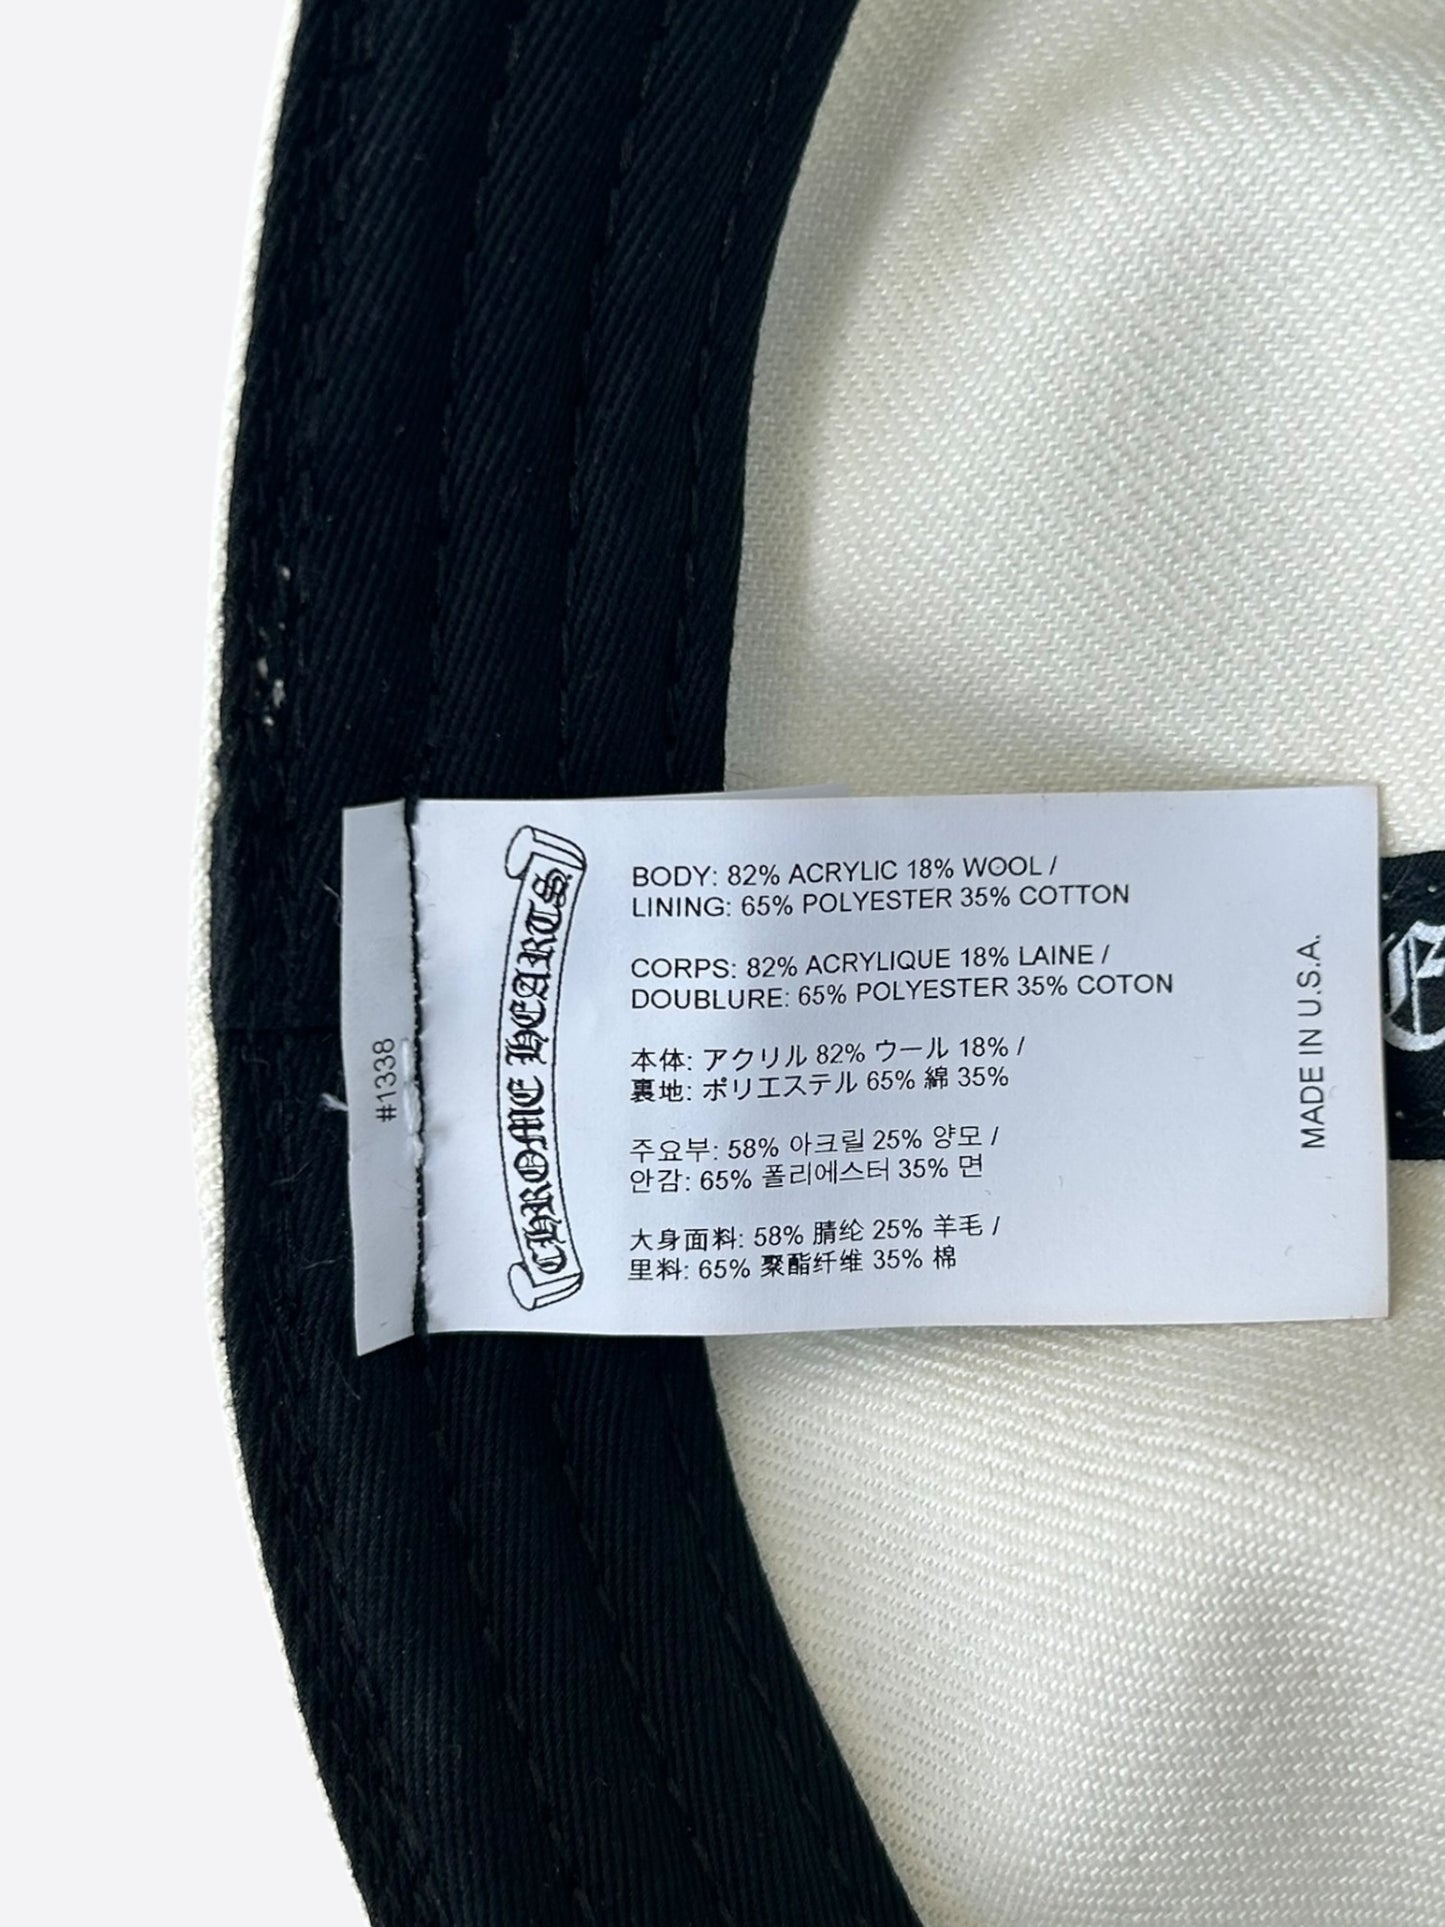 #1338
CHROME HEARTS
BODY: 82% ACRYLIC 18% WOOL /
LINING: 65% POLYESTER 35% COTTON
CORPS: 82% ACRYLIQUE 18% LAINE /
DOUBLURE: 65% POLYESTER 35% COTON
本体: アクリル 82% ウール 18% /
裏地: ポリエステル 65% 綿 35%
주요부: 58% 아크릴 25% 양모 /
안감: 65% 폴리에스터 35% 면
大身面料: 58% 腈纶 25% 羊毛 /
里料: 65% 聚酯纤维 35% 棉
MADE IN U.S.A.